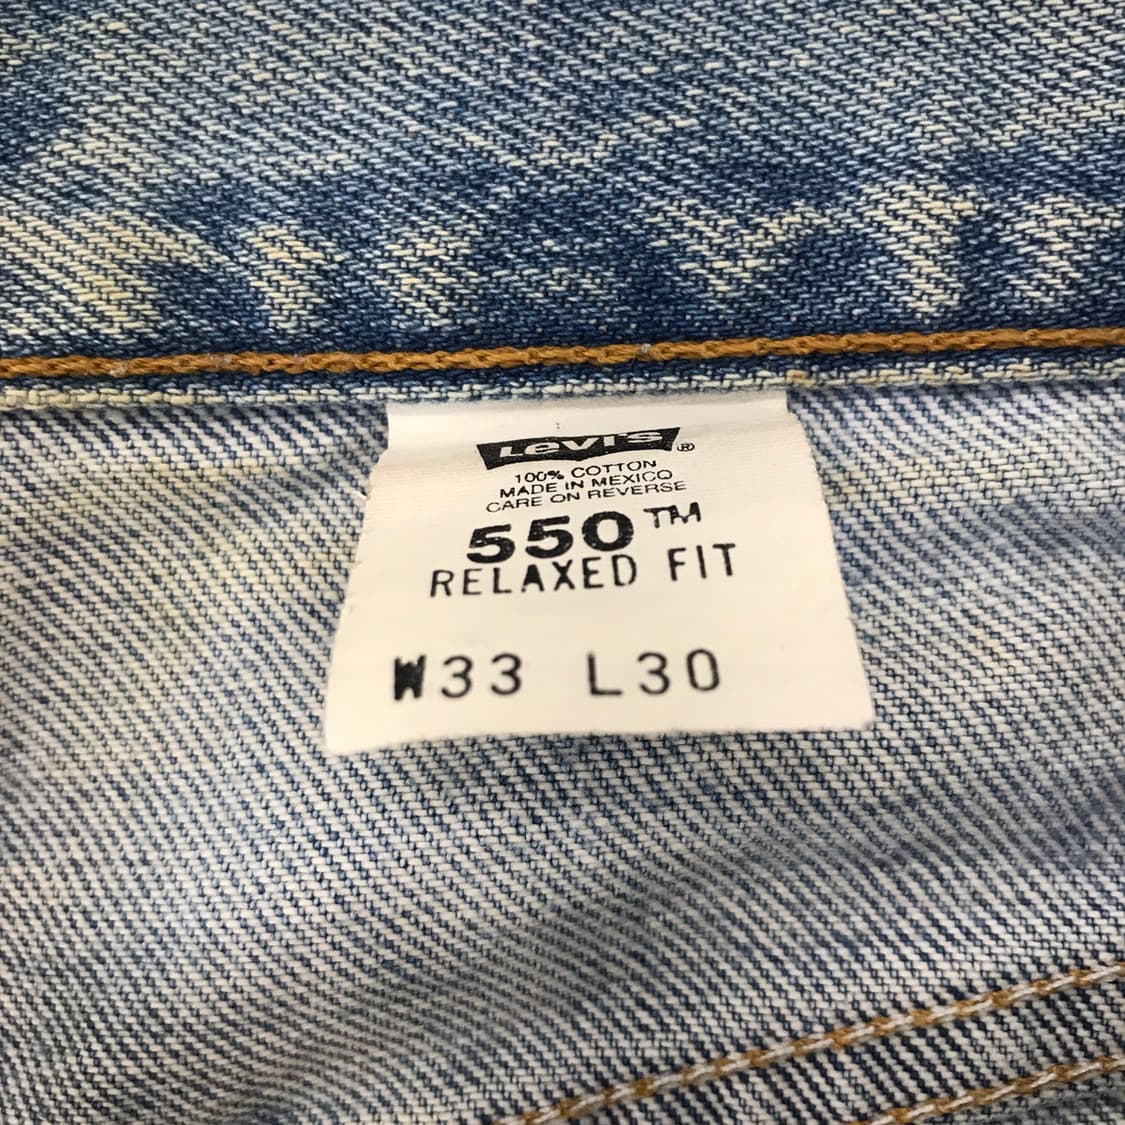 Levi's®
100% COTTON
MADE IN MEXICO
CARE ON REVERSE
550™
RELAXED FIT
W33 L30